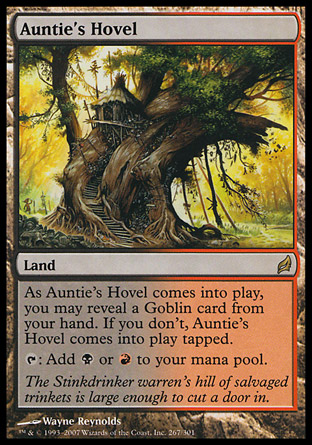 Auntie's Hovel
Land
As Auntie's Hovel comes into play,
you may reveal a Goblin card from
your hand. If you don't, Auntie's
Hovel comes into play tapped.
: Add or to your mana pool.
The Stinkdrinker warren's hill of salvaged
trinkets is large enough to cut a door in.
Wayne Reynolds
™ & © 1993–2007 Wizards of the Coast, Inc. 267/301